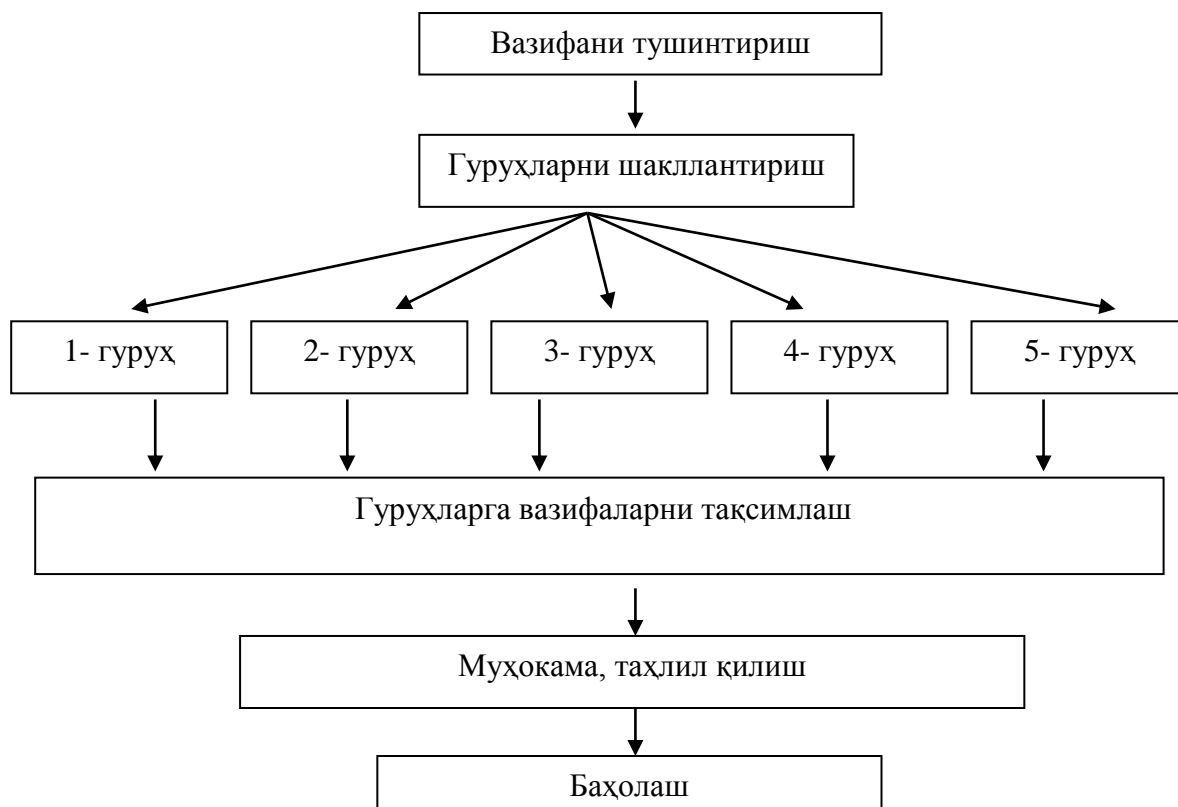 Вазифани тушинтириш
Гуруҳларни шакллантириш
1- гуруҳ
2- гуруҳ
3- гуруҳ
4- гуруҳ
5- гуруҳ
Гуруҳларга вазифаларни тақсимлаш
Муҳокама, таҳлил қилиш
Баҳолаш